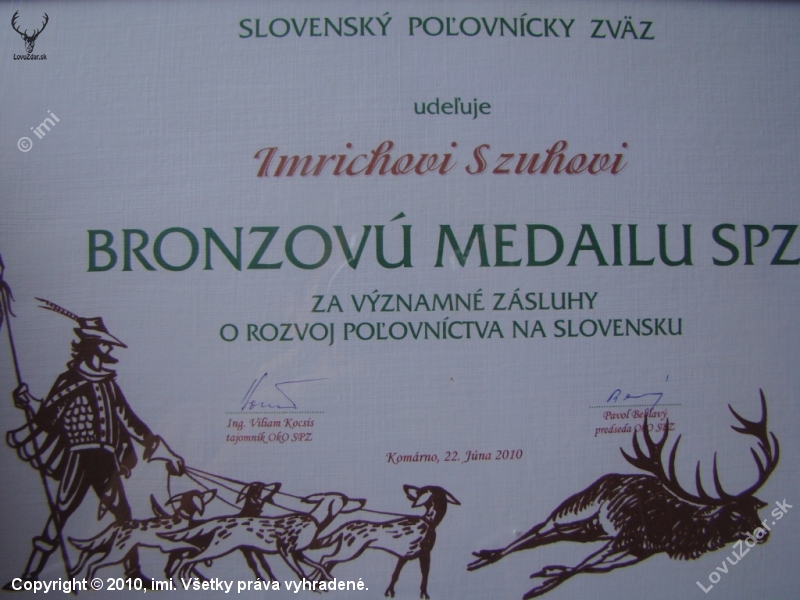 LovuZdar.sk
SLOVENSKÝ POĽOVNÍCKY ZVÄZ
© imi
udeľuje
Imrichovi Szuhovi
BRONZOVÚ MEDAILU SPZ
ZA VÝZNAMNÉ ZÁSLUHY
O ROZVOJ POĽOVNÍCTVA NA SLOVENSKU
Ing. Viliam Kocsis
tajomník OkO SPZ
Pavol Behlavý
predseda OkO SPZ
Komárno, 22. Júna 2010
LovuZdar.sk
Copyright © 2010, imi. Všetky práva vyhradené.